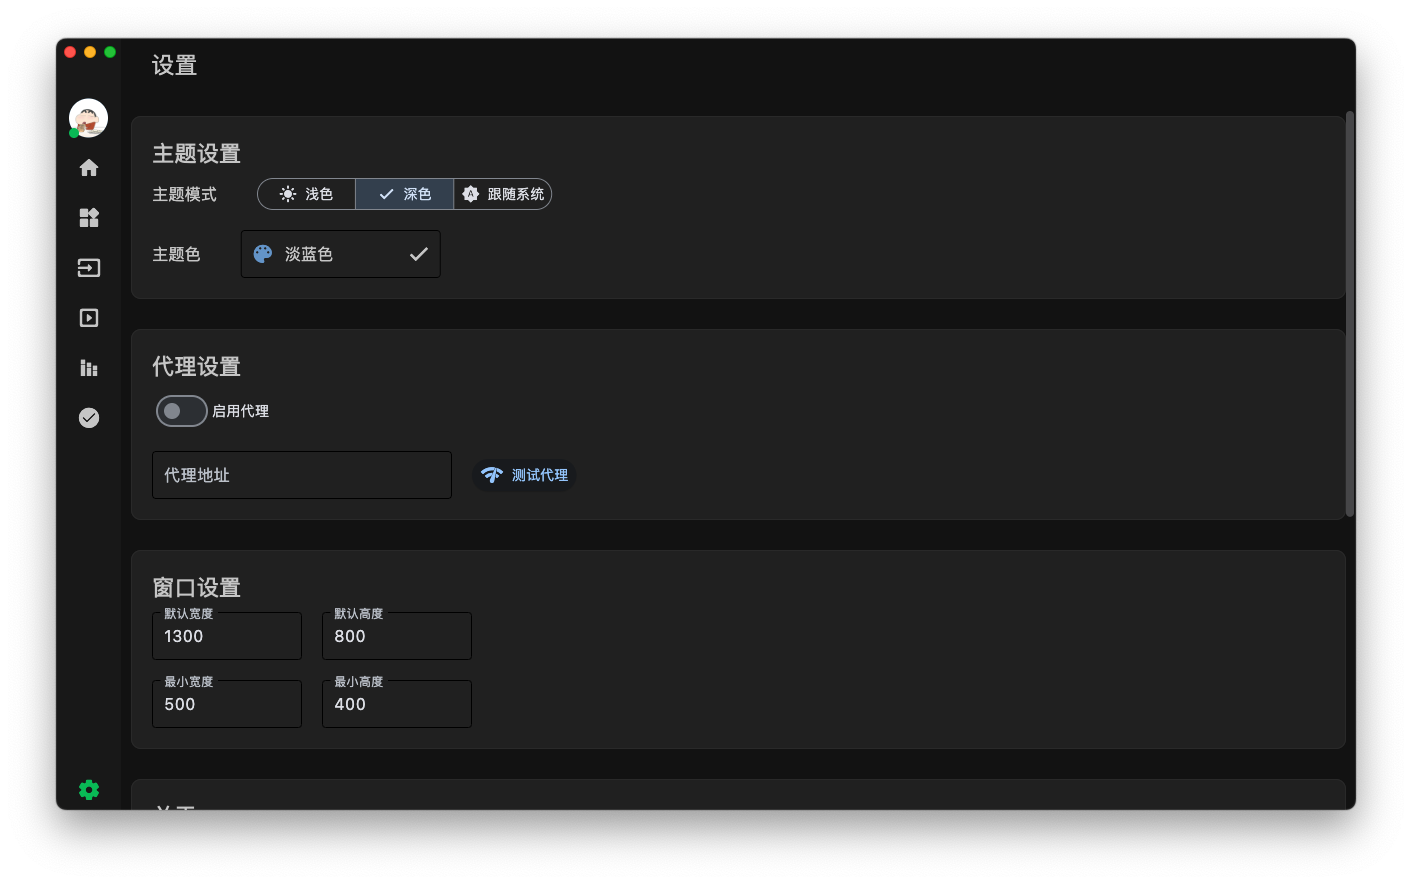 设置
主题设置
主题模式 浅色 深色 跟随系统
主题色 淡蓝色
代理设置
启用代理
代理地址 测试代理
窗口设置
默认宽度 默认高度
1300 800
最小宽度 最小高度
500 400